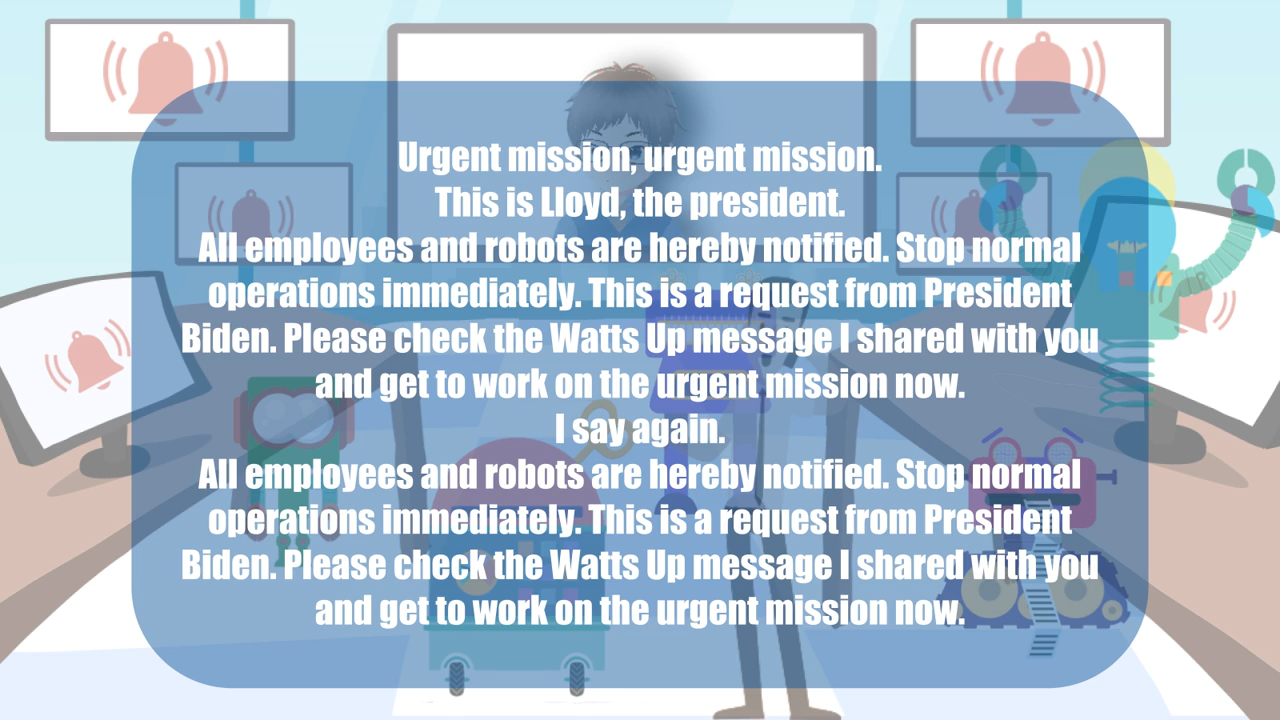 Urgent mission, urgent mission.
This is Lloyd, the president.
All employees and robots are hereby notified. Stop normal
operations immediately. This is a request from President
Biden. Please check the Watts Up message I shared with you
and get to work on the urgent mission now.
I say again.
All employees and robots are hereby notified. Stop normal
operations immediately. This is a request from President
Biden. Please check the Watts Up message I shared with you
and get to work on the urgent mission now.